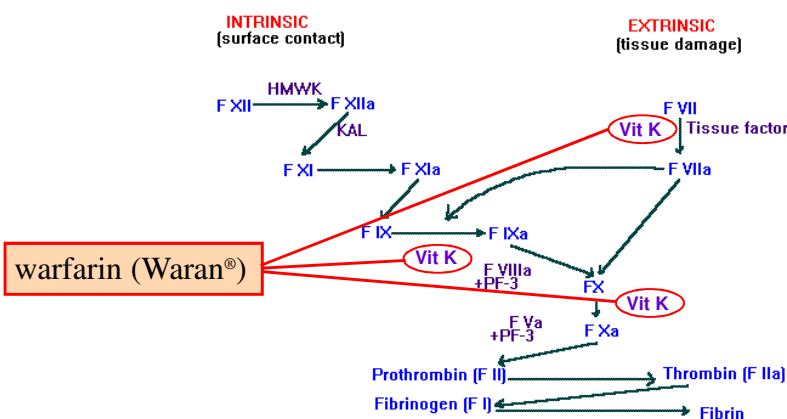 INTRINSIC
(surface contact)
EXTRINSIC
(tissue damage)
HMWK
F XII
F XIIa
F VII
KAL
Vit K
Tissue factor
F XI
F XIa
F VIIa
F IX
F IXa
warfarin (Waran®)
Vit K
F VIIIa
+PF-3
FX
Vit K
F Va
+PF-3
F Xa
Prothrombin (F II)
Thrombin (F IIa)
Fibrinogen (F I)
Fibrin